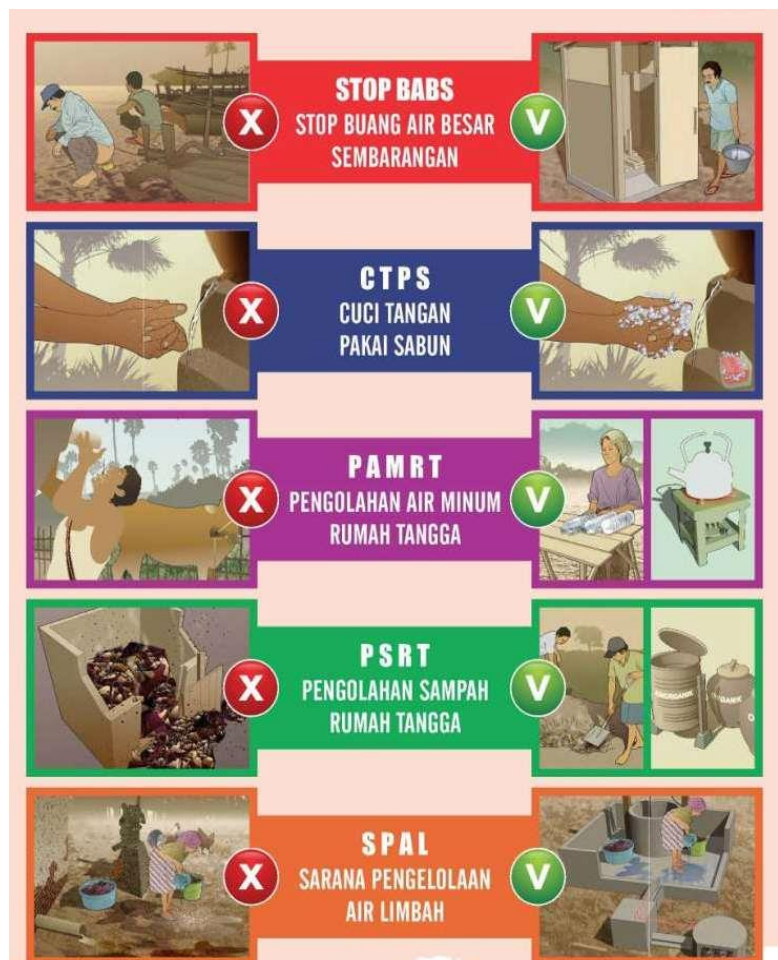 STOP BABS
STOP BUANG AIR BESAR
SEMBARANGAN
CTPS
CUCI TANGAN
PAKAI SABUN
PAMRT
PENGOLAHAN AIR MINUM
RUMAH TANGGA
PSRT
PENGOLAHAN SAMPAH
RUMAH TANGGA
SPAL
SARANA PENGELOLAAN
AIR LIMBAH
X
V
X
V
X
V
X
V
X
V